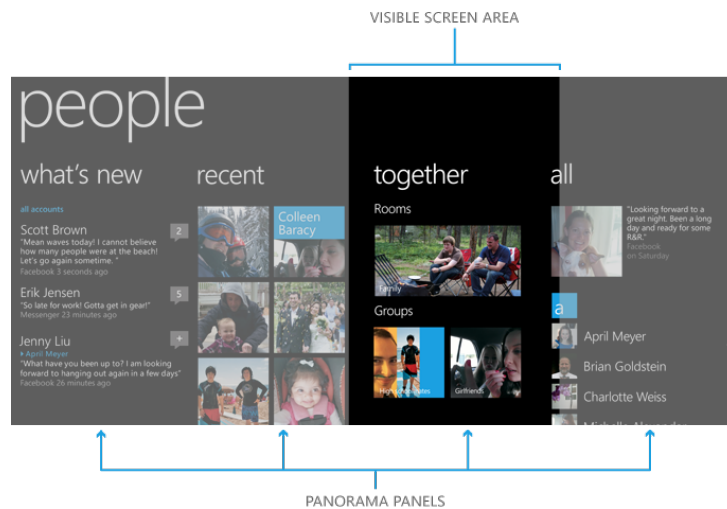 VISIBLE SCREEN AREA
people
what's new
all accounts
Scott Brown
2
"Mean waves today! I cannot believe
how many people were at the beach!
Let's go again sometime. "
Facebook 3 seconds ago
Erik Jensen
5
"So late for work! Gotta get in gear!"
Messenger 23 minutes ago
Jenny Liu
+
April Meyer
"What have you been up to? I am looking
forward to hanging out again in a few days"
Facebook 26 minutes ago
recent
Colleen
Baracy
together
Rooms
Family
Groups
Girlfriends
all
"Looking forward to a
great night. Been a long
day and ready for some
R&R."
Facebook
on Saturday
a
April Meyer
Brian Goldstein
Charlotte Weiss
PANORAMA PANELS